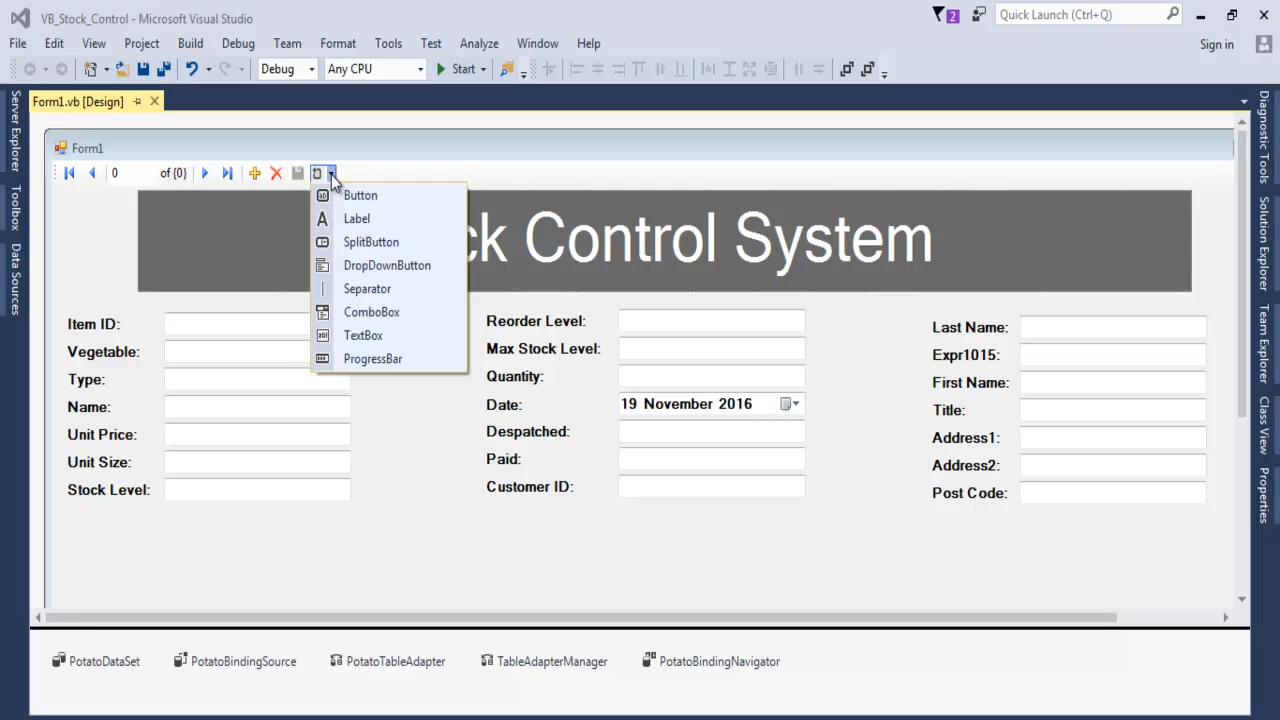 VB_Stock_Control - Microsoft Visual Studio
2
Quick Launch (Ctrl+Q)
File Edit View Project Build Debug Team Format Tools Test Analyze Window Help
Sign in
Debug Any CPU Start
Form1.vb [Design]
Server Explorer
Toolbox
Data Sources
Diagnostic Tools
Solution Explorer
Team Explorer
Class View
Properties
Form1
0 of {0}
Button
Label
SplitButton
DropDownButton
Separator
ComboBox
TextBox
ProgressBar
ck Control System
Item ID:
Vegetable:
Type:
Name:
Unit Price:
Unit Size:
Stock Level:
Reorder Level:
Max Stock Level:
Quantity:
Date: 19 November 2016
Despatched:
Paid:
Customer ID:
Last Name:
Expr1015:
First Name:
Title:
Address1:
Address2:
Post Code:
PotatoDataSet PotatoBindingSource PotatoTableAdapter TableAdapterManager PotatoBindingNavigator